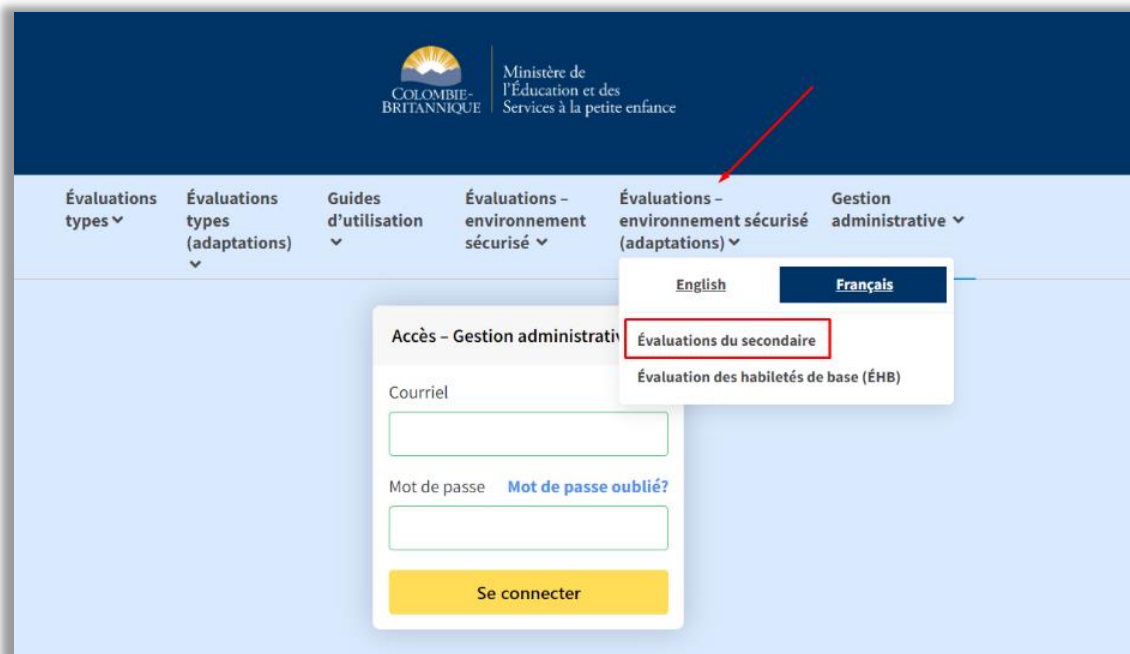 COLOMBIE-
BRITANNIQUE
Ministère de
l'Éducation et des
Services à la petite enfance
Évaluations
types
Évaluations
types
(adaptations)
Guides
d'utilisation
Évaluations –
environnement
sécurisé
Évaluations –
environnement sécurisé
(adaptations)
Gestion
administrative
English
Français
Évaluations du secondaire
Évaluation des habiletés de base (ÉHB)
Accès – Gestion administrati
Courriel
Mot de passe
Mot de passe oublié?
Se connecter